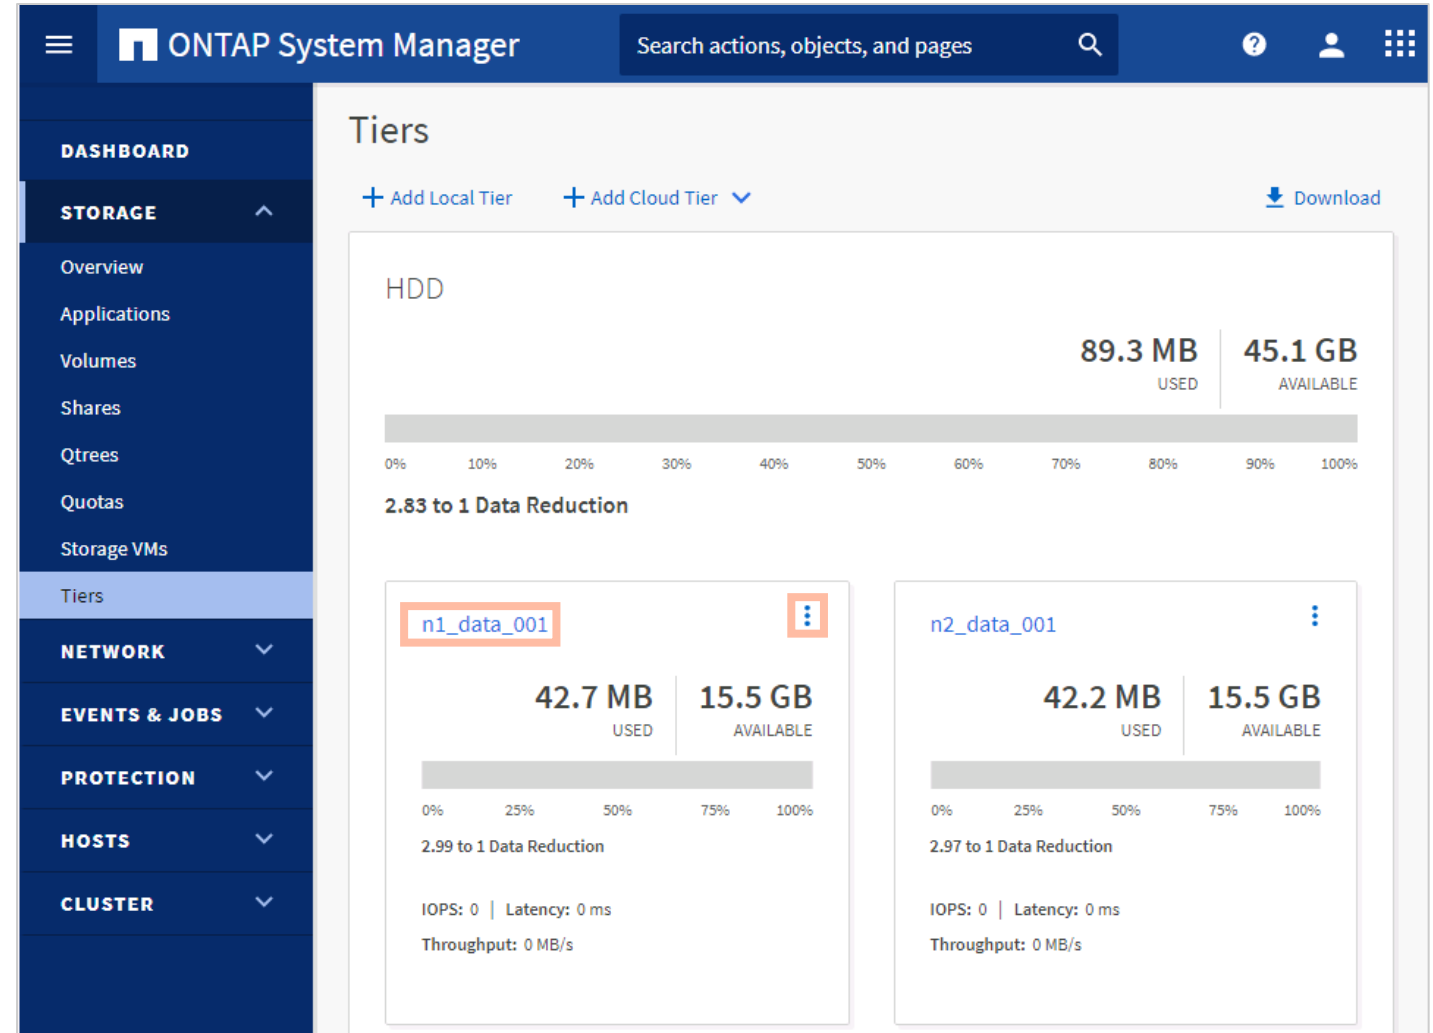 ONTAP System Manager
Search actions, objects, and pages
DASHBOARD
STORAGE
Overview
Applications
Volumes
Shares
Qtrees
Quotas
Storage VMs
Tiers
NETWORK
EVENTS & JOBS
PROTECTION
HOSTS
CLUSTER
Tiers
Add Local Tier
Add Cloud Tier
Download
HDD
89.3 MB
USED
45.1 GB
AVAILABLE
0% 10% 20% 30% 40% 50% 60% 70% 80% 90% 100%
2.83 to 1 Data Reduction
n1_data_001
42.7 MB
USED
15.5 GB
AVAILABLE
0% 25% 50% 75% 100%
2.99 to 1 Data Reduction
IOPS: 0 | Latency: 0 ms
Throughput: 0 MB/s
n2_data_001
42.2 MB
USED
15.5 GB
AVAILABLE
0% 25% 50% 75% 100%
2.97 to 1 Data Reduction
IOPS: 0 | Latency: 0 ms
Throughput: 0 MB/s